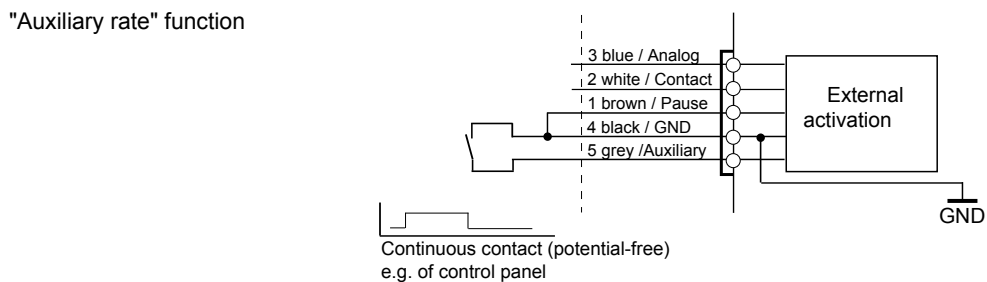 "Auxiliary rate" function
3 blue / Analog
2 white / Contact
1 brown / Pause
4 black / GND
5 grey /Auxiliary
External
activation
GND
Continuous contact (potential-free)
e.g. of control panel